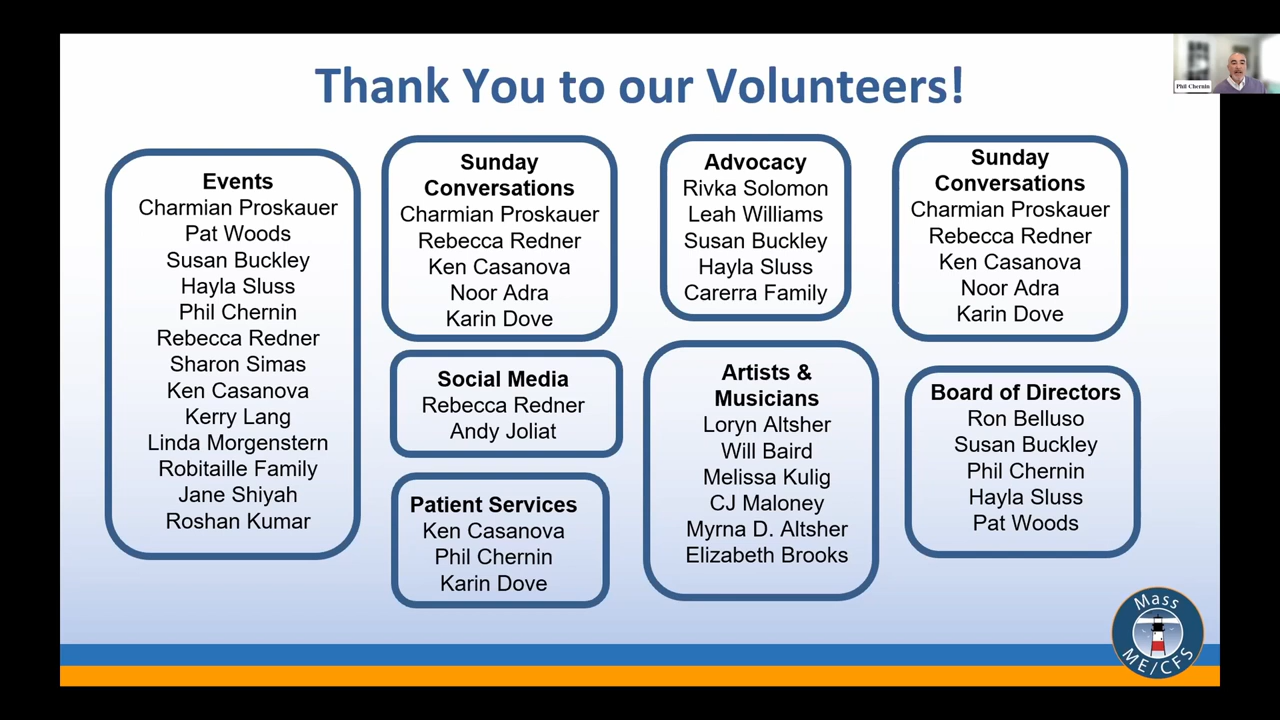 Thank You to our Volunteers!
Phil Chernin
Events
Charmian Proskauer
Pat Woods
Susan Buckley
Hayla Sluss
Phil Chernin
Rebecca Redner
Sharon Simas
Ken Casanova
Kerry Lang
Linda Morgenstern
Robitaille Family
Jane Shiyah
Roshan Kumar
Sunday
Conversations
Charmian Proskauer
Rebecca Redner
Ken Casanova
Noor Adra
Karin Dove
Social Media
Rebecca Redner
Andy Joliat
Patient Services
Ken Casanova
Phil Chernin
Karin Dove
Advocacy
Rivka Solomon
Leah Williams
Susan Buckley
Hayla Sluss
Carerra Family
Artists &
Musicians
Loryn Altsher
Will Baird
Melissa Kulig
CJ Maloney
Myrna D. Altsher
Elizabeth Brooks
Sunday
Conversations
Charmian Proskauer
Rebecca Redner
Ken Casanova
Noor Adra
Karin Dove
Board of Directors
Ron Belluso
Susan Buckley
Phil Chernin
Hayla Sluss
Pat Woods
Mass
ME/CFS